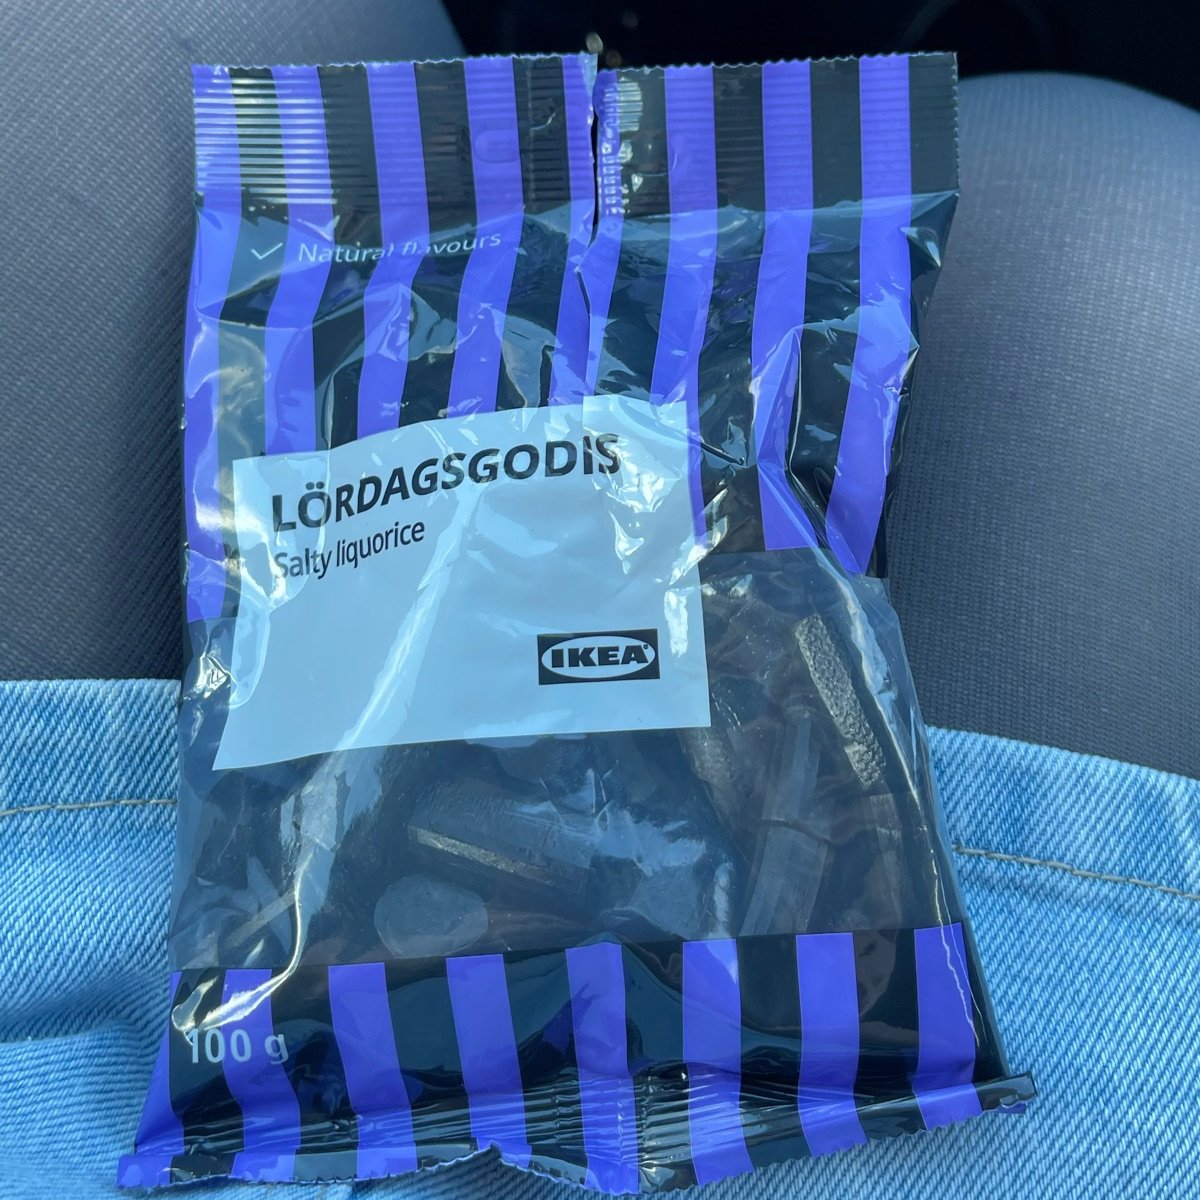 Natural flavours
LÖRDAGSGODIS
Salty liquorice
IKEA
100 g